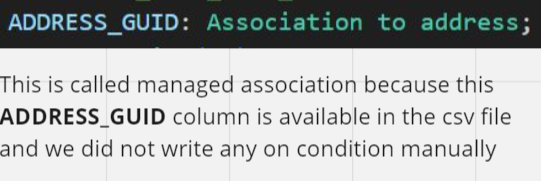 ADDRESS_GUID: Association to address;
This is called managed association because this
ADDRESS_GUID column is available in the csv file
and we did not write any on condition manually